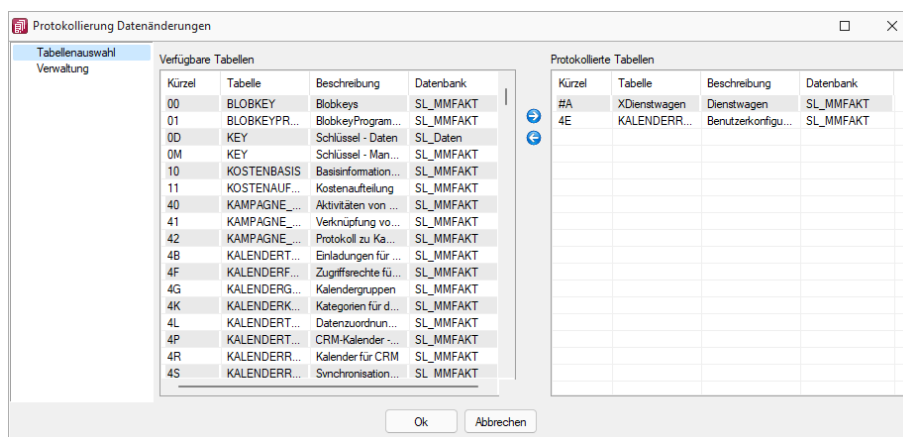 Protokollierung Datenänderungen
Tabellenauswahl
Verwaltung
Verfügbare Tabellen
Kürzel Tabelle Beschreibung Datenbank
00 BLOBKEY Blobkeys SL_MMFAKT
01 BLOBKEYPR... BlobkeyProgram... SL_MMFAKT
0D KEY Schlüssel - Daten SL_Daten
0M KEY Schlüssel - Man... SL_MMFAKT
10 KOSTENBASIS Basisinformation... SL_MMFAKT
11 KOSTENAUF... Kostenaufteilung SL_MMFAKT
40 KAMPAGNE_... Aktivitäten von ... SL_MMFAKT
41 KAMPAGNE_... Verknüpfung vo... SL_MMFAKT
42 KAMPAGNE_... Protokoll zu Ka... SL_MMFAKT
4B KALENDERT... Einladungen für ... SL_MMFAKT
4F KALENDERF... Zugriffsrechte fü... SL_MMFAKT
4G KALENDERG... Kalendergruppen SL_MMFAKT
4K KALENDERK... Kategorien für d... SL_MMFAKT
4L KALENDERT... Datenzuordnun... SL_MMFAKT
4P KALENDERT... CRM-Kalender -... SL_MMFAKT
4R KALENDERR... Kalender für CRM SL_MMFAKT
4S KALENDERR... Synchronisation... SL_MMFAKT
Protokollierte Tabellen
Kürzel Tabelle Beschreibung Datenbank
#A XDienstwagen Dienstwagen SL_MMFAKT
4E KALENDERR... Benutzerkonfigu... SL_MMFAKT
Ok Abbrechen